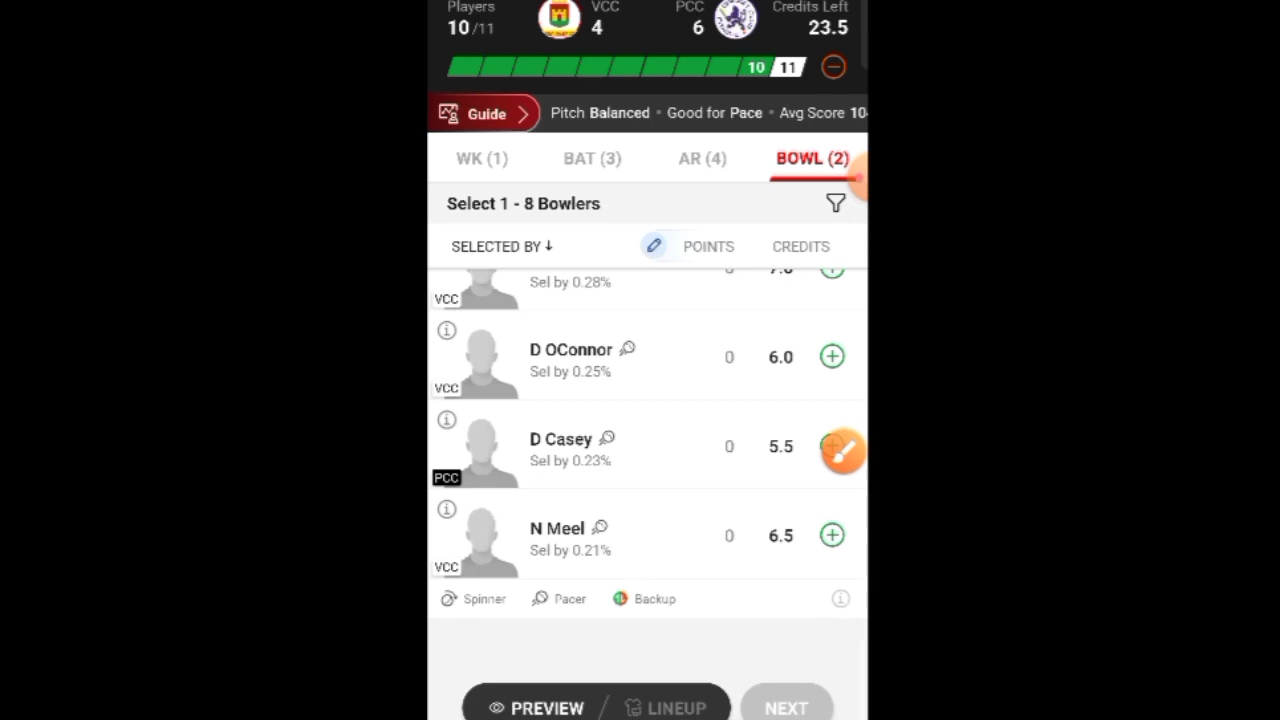 Players VCC PCC Credits Left
10/11 4 6 23.5
10 11
Guide Pitch Balanced • Good for Pace • Avg Score 10
WK (1) BAT (3) AR (4) BOWL (2)
Select 1 - 8 Bowlers
SELECTED BY ↓ POINTS CREDITS
Sel by 0.28%
VCC
D OConnor 0 6.0
Sel by 0.25%
VCC
D Casey 0 5.5
Sel by 0.23%
PCC
N Meel 0 6.5
Sel by 0.21%
VCC
Spinner Pacer Backup
PREVIEW / LINEUP NEXT